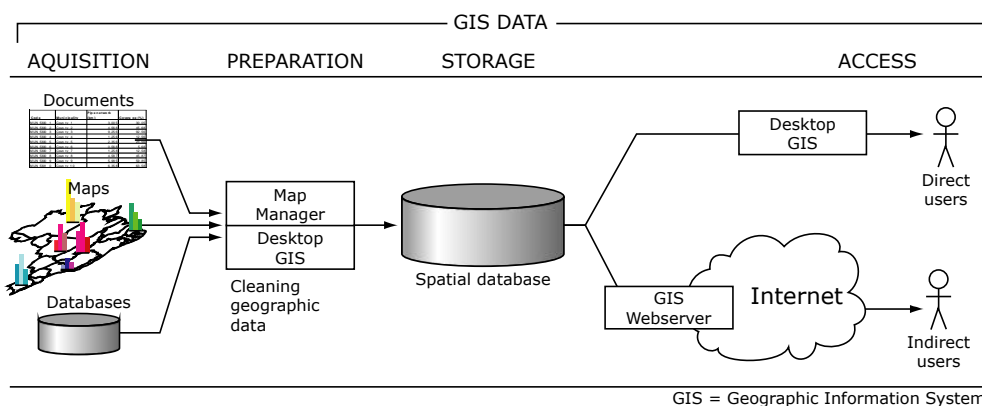 GIS DATA
AQUISITION
PREPARATION
STORAGE
ACCESS
Documents
Maps
Databases
Map
Manager
Desktop
GIS
Cleaning
geographic
data
Spatial database
Desktop
GIS
Direct
users
GIS
Webserver
Internet
Indirect
users
GIS = Geographic Information System